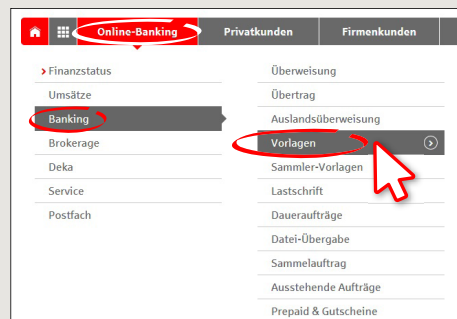 Online-Banking Privatkunden Firmenkunden
Finanzstatus
Umsätze
Banking
Brokerage
Deka
Service
Postfach
Überweisung
Übertrag
Auslandsüberweisung
Vorlagen
Sammler-Vorlagen
Lastschrift
Daueraufträge
Datei-Übergabe
Sammelauftrag
Ausstehende Aufträge
Prepaid & Gutscheine